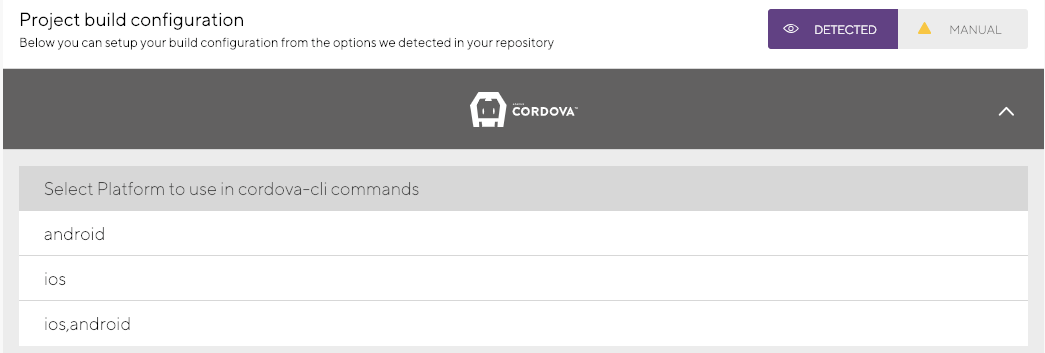 Project build configuration
DETECTED
MANUAL
Below you can setup your build configuration from the options we detected in your repository
CORDOVA™
Select Platform to use in cordova-cli commands
android
ios
ios,android